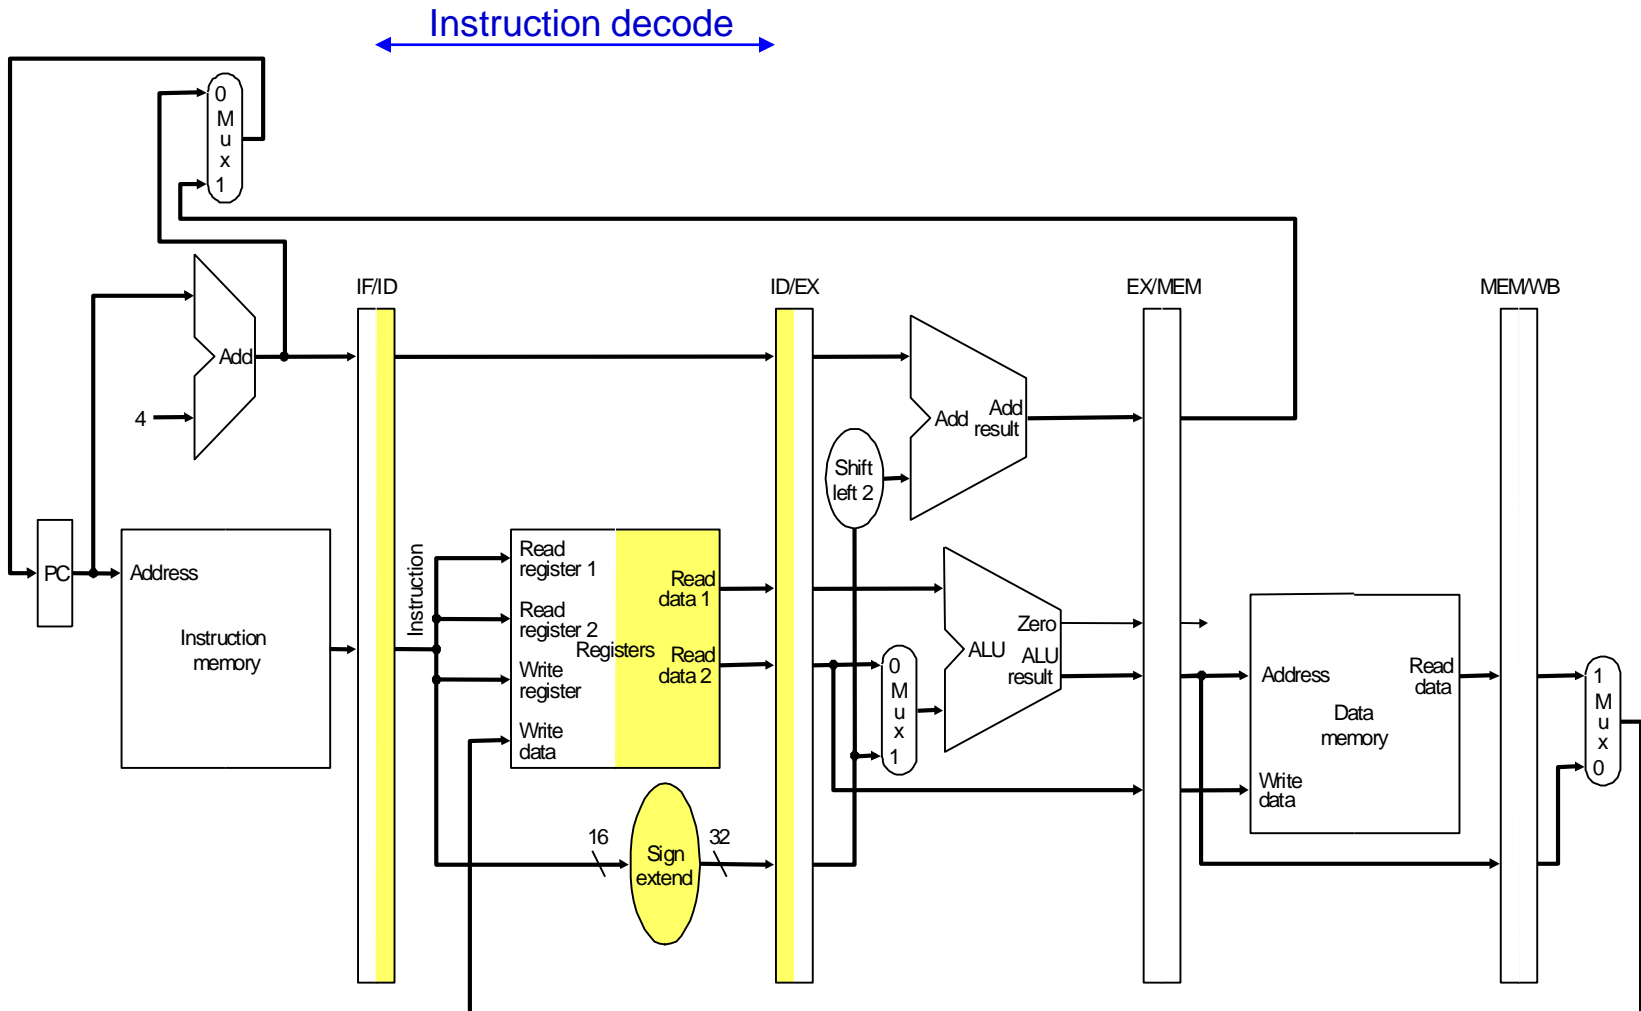 Instruction decode
0
M
u
x
1
IF/ID
ID/EX
EX/MEM
MEM/WB
Add
4
Add
Add
result
Shift
left 2
PC
Address
Instruction
memory
Instruction
Read
register 1
Read
register 2
Write
register
Write
data
Registers
Read
data 1
Read
data 2
16
Sign
extend
32
0
M
u
x
1
Zero
ALU
ALU
result
Address
Read
data
Data
memory
Write
data
1
M
u
x
0